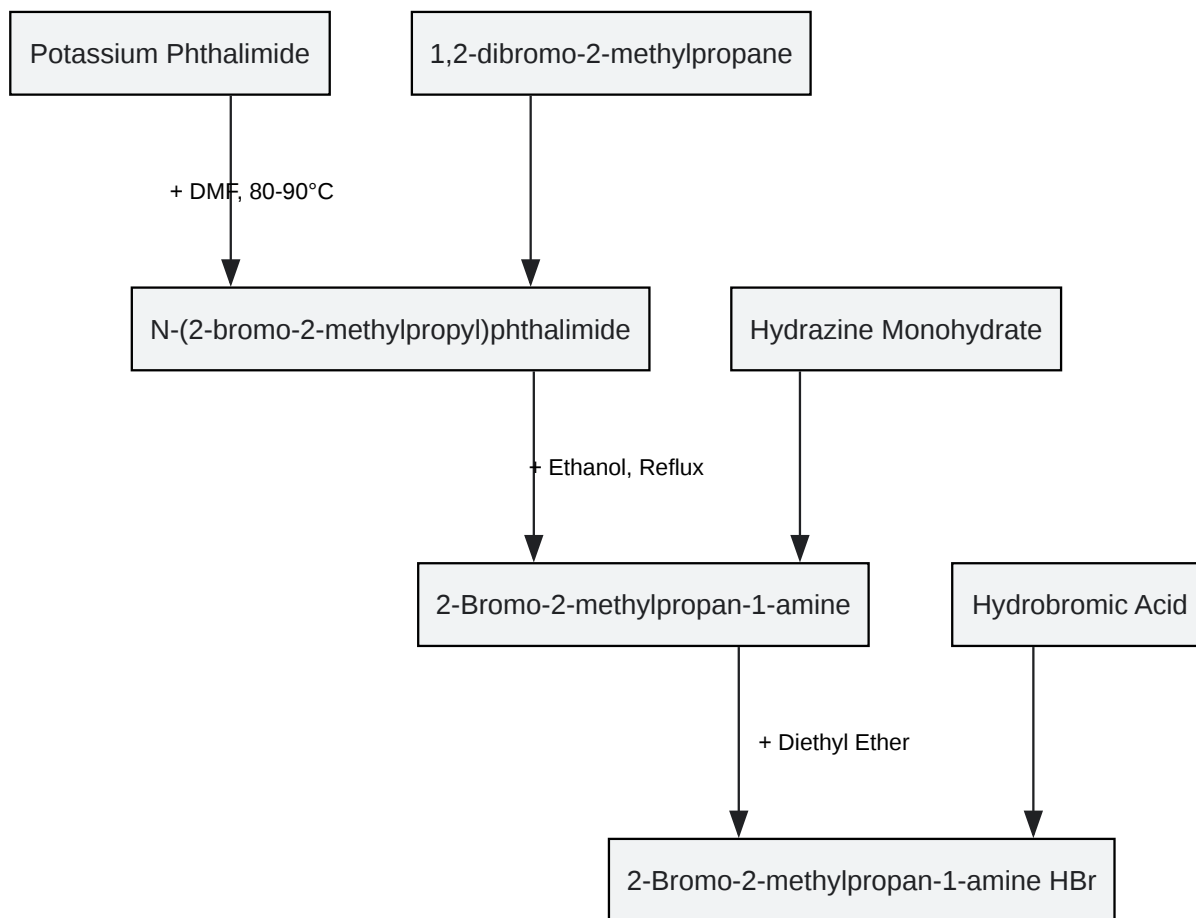 Potassium Phthalimide
1,2-dibromo-2-methylpropane
+ DMF, 80-90°C
N-(2-bromo-2-methylpropyl)phthalimide
Hydrazine Monohydrate
+ Ethanol, Reflux
2-Bromo-2-methylpropan-1-amine
Hydrobromic Acid
+ Diethyl Ether
2-Bromo-2-methylpropan-1-amine HBr